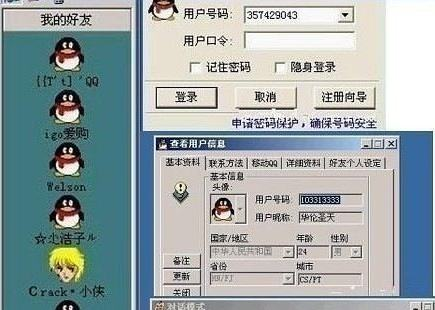 我的好友
{{T't] 'QQ
igo爱购
Welson
☆尐洁子ル
Crack*小侠
用户号码: 357429043
用户口令:
记住密码 隐身登录
登录 取消 注册向导
申请密码保护，确保号码安全
查看用户信息
基本资料 联系方法 移动QQ 详细资料 好友个人设定
基本信息
头像:
用户号码: 103313333
用户昵称: 华伦圣天
国家/地区 年龄 性别
中华人民共和国 24 男
省份 城市
MM/FJ CS/PT
备注
更新
关闭
对话模式